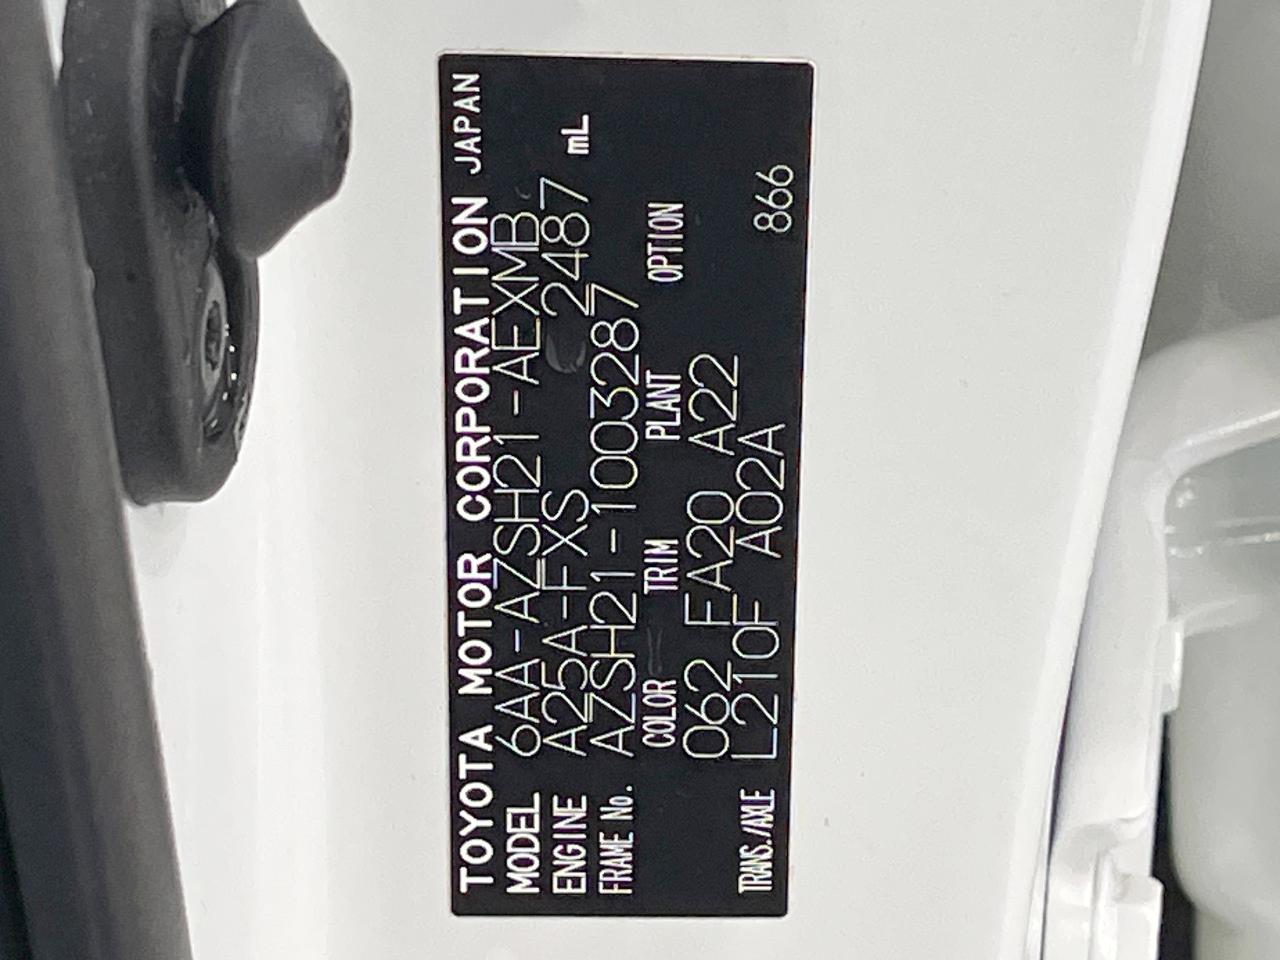 TOYOTA MOTOR CORPORATION JAPAN
MODEL 6AA-AZSH21-AEXMB
ENGINE A25A-FXS 2487 mL
FRAME No. AZSH21-1003287
COLOR TRIM PLANT OPTION
062 FA20 A22
TRANS./AXLE L210F A02A 866